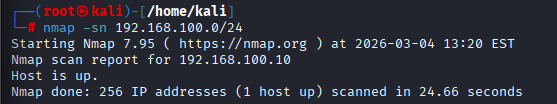 ┌──(root㉿kali)-[/home/kali]
└─# nmap -sn 192.168.100.0/24
Starting Nmap 7.95 ( https://nmap.org ) at 2026-03-04 13:20 EST
Nmap scan report for 192.168.100.10
Host is up.
Nmap done: 256 IP addresses (1 host up) scanned in 24.66 seconds